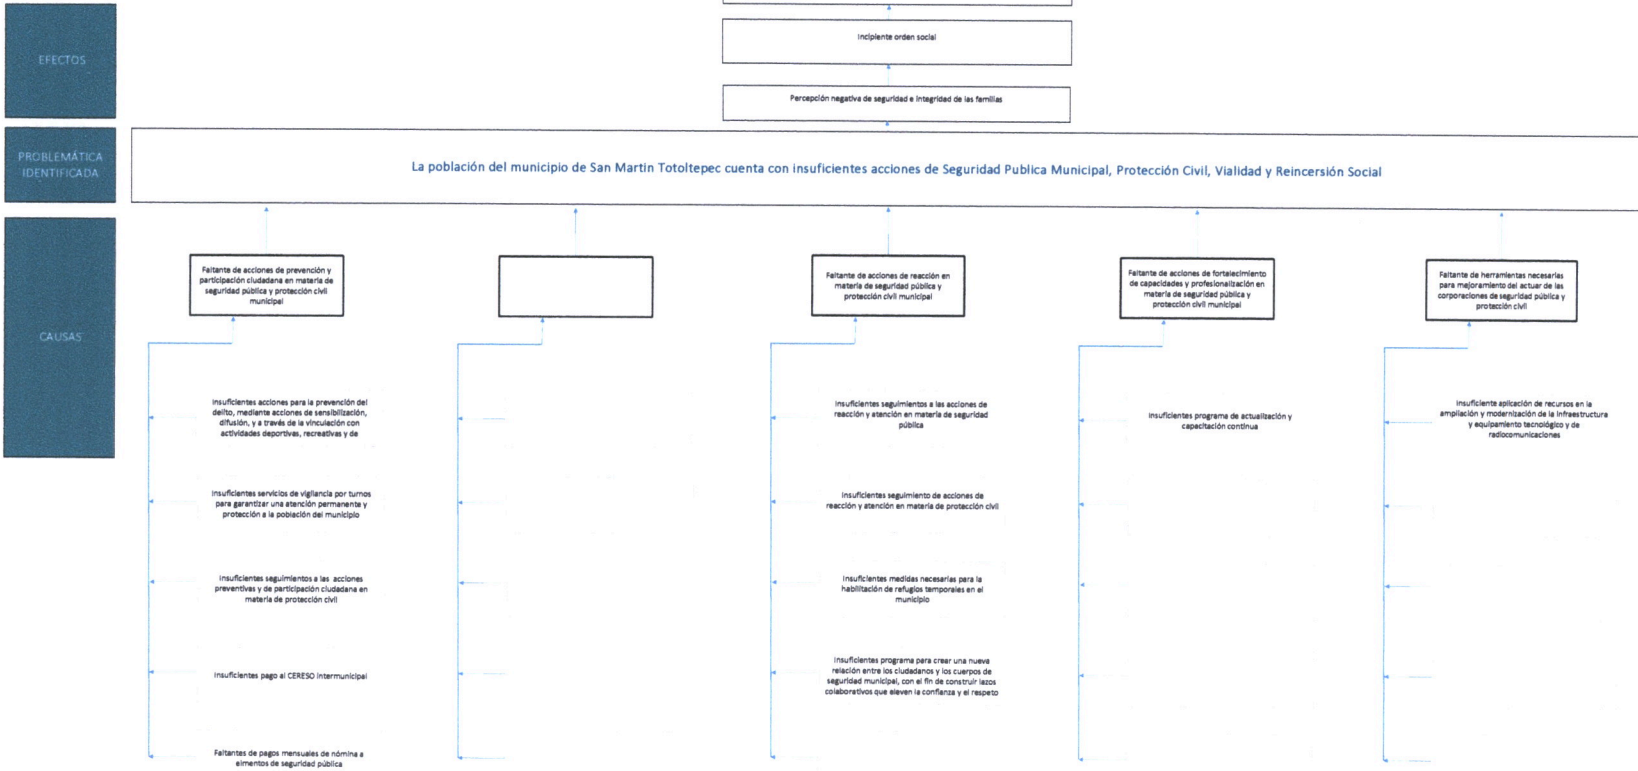 EFECTOS
Incipiente orden social
Percepción negativa de seguridad e integridad de las familias
PROBLEMÁTICA
IDENTIFICADA
La población del municipio de San Martin Totoltepec cuenta con insuficientes acciones de Seguridad Publica Municipal, Protección Civil, Vialidad y Reincersión Social
CAUSAS
Faltante de acciones de prevención y
participación ciudadana en materia de
seguridad pública y protección civil
municipal
Faltante de acciones de reacción en
materia de seguridad pública y
protección civil municipal
Faltante de acciones de fortelecimiento
de capacidades y profesionalización en
materia de seguridad pública y
protección civil municipal
Faltante de herramientas necesarias
para mejoramiento del actuar de las
corporaciones de seguridad pública y
protección civil
Insuficientes acciones para la prevención del
delito, mediante acciones de sensibilización,
difusión, y a través de la vinculación con
actividades deportivas, recreativas y de
Insuficientes servicios de vigilancia por turnos
para garantizar una atención permanente y
protección a la población del municipio
Insuficientes seguimientos a las acciones
preventivas y de participación ciudadana en
materia de protección civil
Insuficientes pago al CERESO intermunicipal
Faltantes de pagos mensuales de nómina a
elmentos de seguridad pública
Insuficientes seguimientos a las acciones de
reacción y atención en materia de seguridad
pública
Insuficientes seguimiento de acciones de
reacción y atención en materia de protección civil
Insuficientes medidas necesarias para la
habilitación de refugios temporales en el
municipio
Insuficientes programa para crear una nueva
relación entre los ciudadanos y los cuerpos de
seguridad municipal, con el fin de construir lazos
colaborativos que eleven la confianza y el respeto
Insuficientes programa de actualización y
capacitación continua
Insuficiente aplicación de recursos en la
ampliación y modernización de la infraestructura
y equipamiento tecnológico y de
radiocomunicaciones